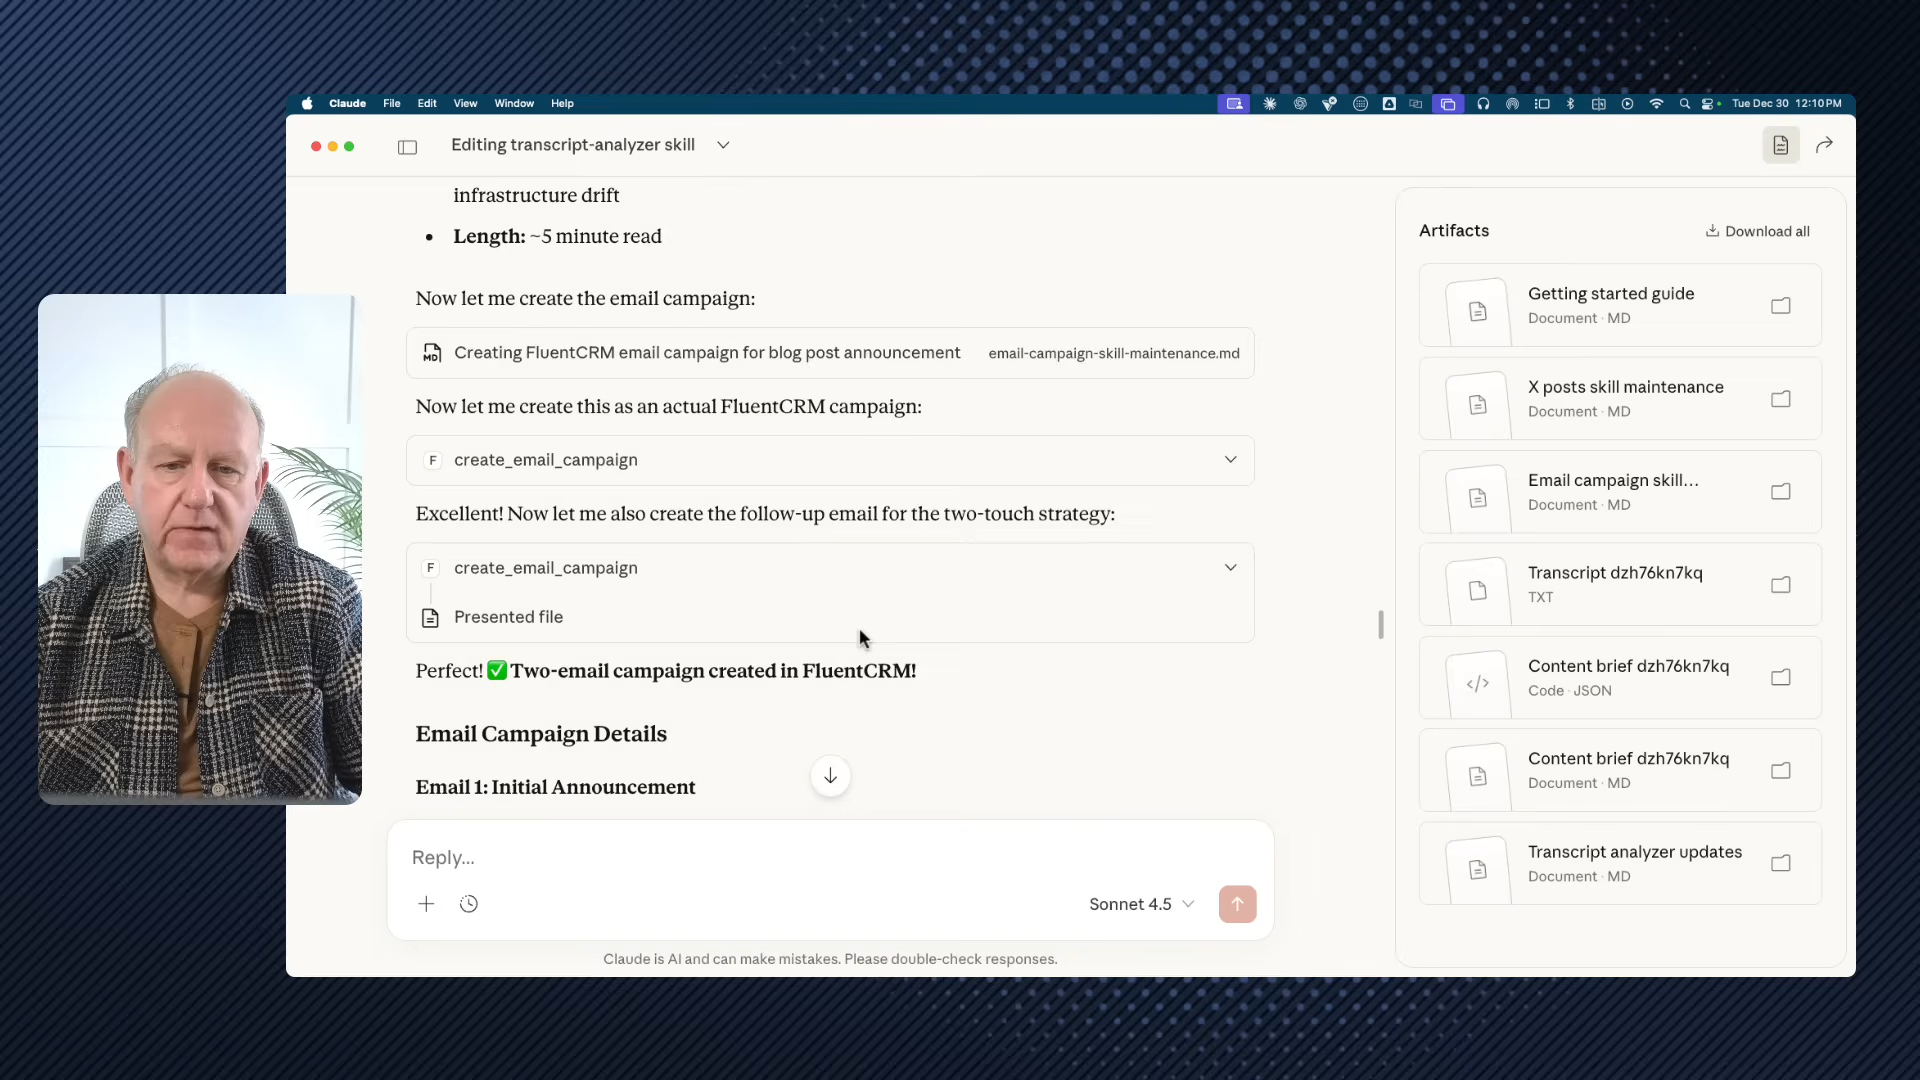 Claude File Edit View Window Help
Tue Dec 30 12:10 PM
Editing transcript-analyzer skill
infrastructure drift
• Length: ~5 minute read
Now let me create the email campaign:
MD Creating FluentCRM email campaign for blog post announcement email-campaign-skill-maintenance.md
Now let me create this as an actual FluentCRM campaign:
F create_email_campaign
Excellent! Now let me also create the follow-up email for the two-touch strategy:
F create_email_campaign
Presented file
Perfect! ✅ Two-email campaign created in FluentCRM!
Email Campaign Details
Email 1: Initial Announcement
Reply...
Sonnet 4.5
Claude is AI and can make mistakes. Please double-check responses.
Artifacts
Download all
Getting started guide
Document · MD
X posts skill maintenance
Document · MD
Email campaign skill...
Document · MD
Transcript dzh76kn7kq
TXT
Content brief dzh76kn7kq
Code · JSON
Content brief dzh76kn7kq
Document · MD
Transcript analyzer updates
Document · MD